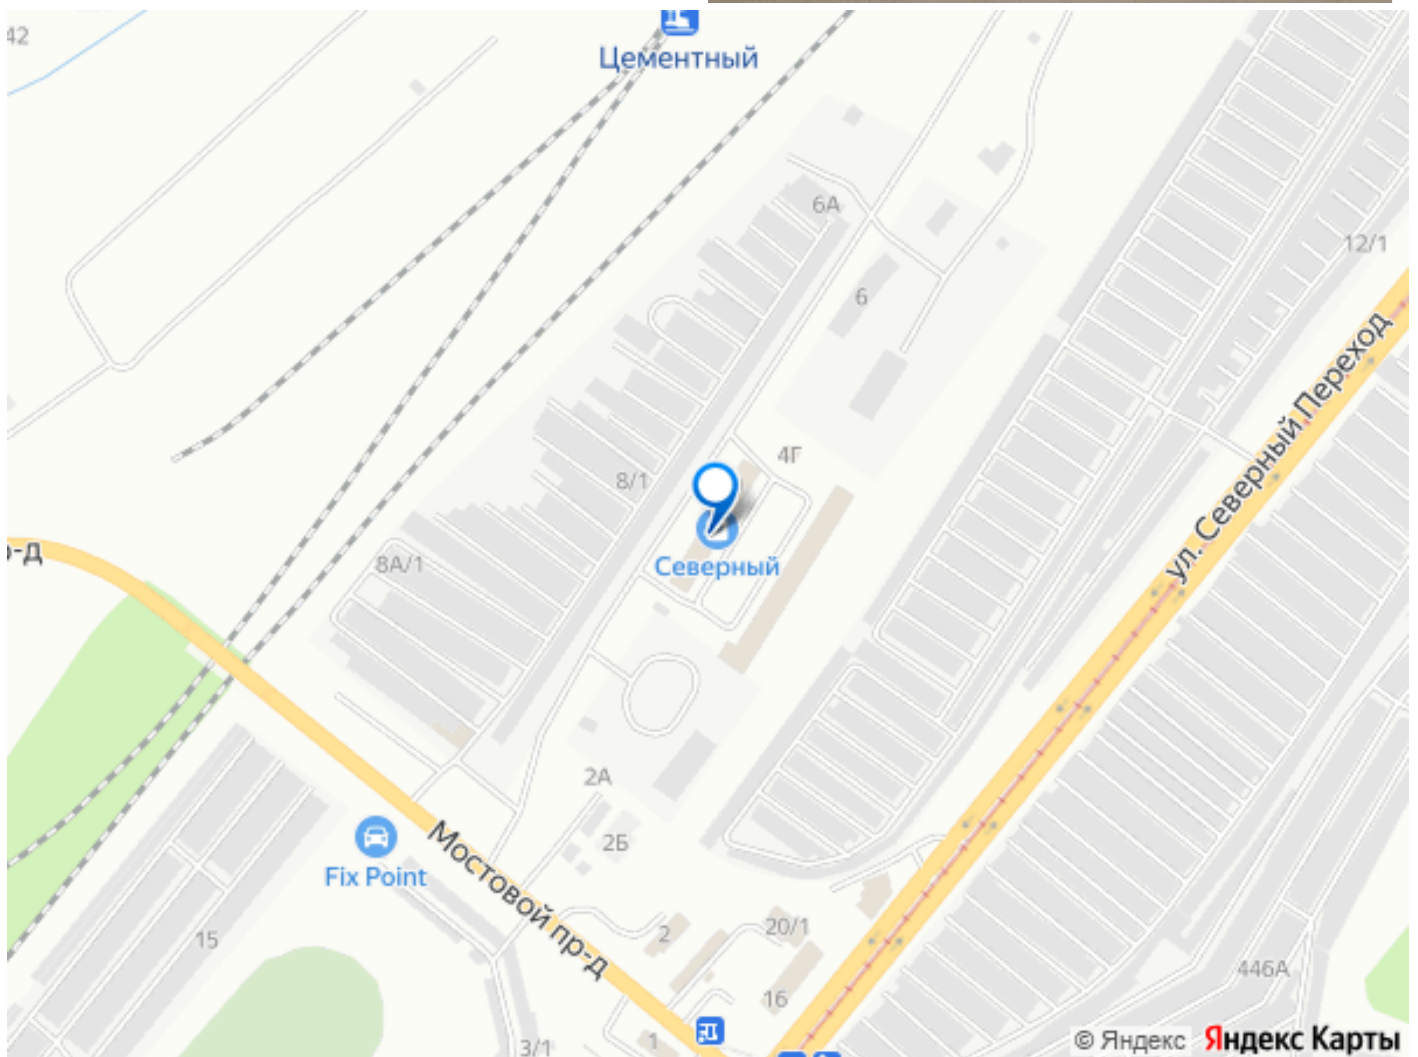 42
Цементный
6А
12/1
6
ул. Северный Переход
4Г
8/1
Северный
8А/1
р-д
2А
2Б
Fix Point
Мостовой пр-д
15
2
20/1
446А
16
1
3/1
© Яндекс Яндекс Карты